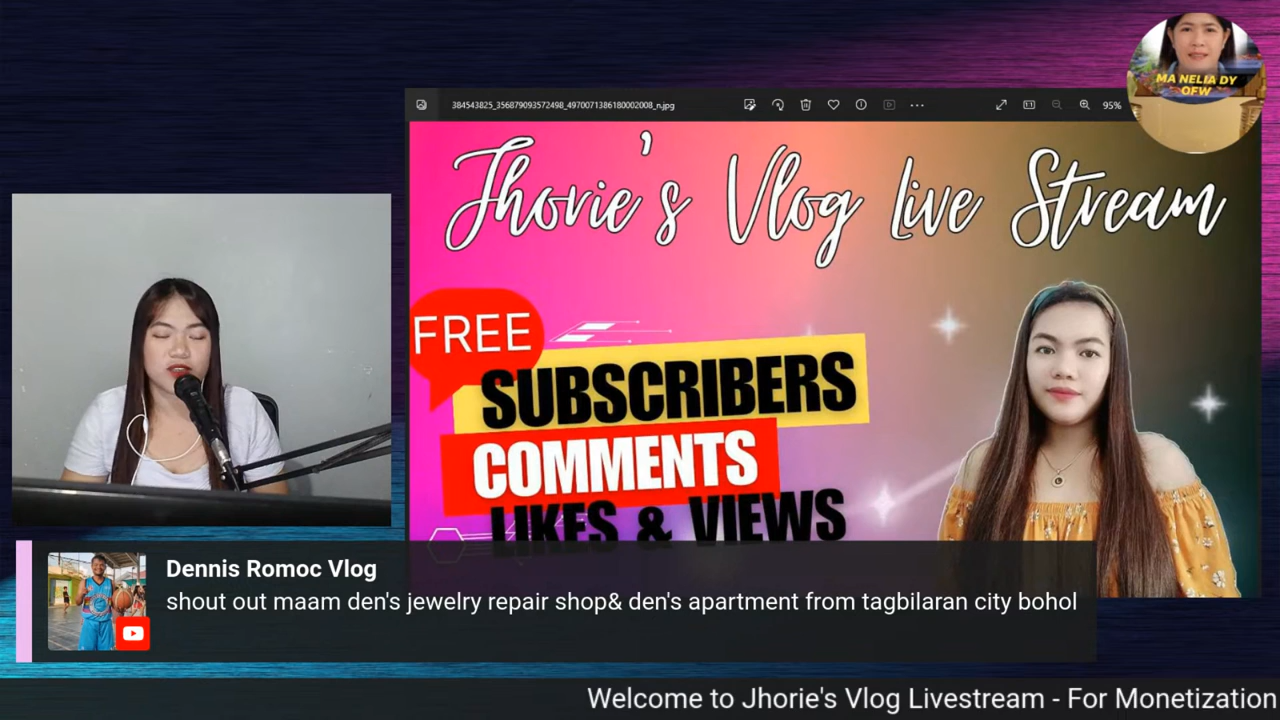 MA NELIA DY
OFW
384543825_356879093572498_4970071386180002008_n.jpg
95%
Jhorie's Vlog Live Stream
FREE
SUBSCRIBERS
COMMENTS
LIKES & VIEWS
Dennis Romoc Vlog
shout out maam den's jewelry repair shop& den's apartment from tagbilaran city bohol
Welcome to Jhorie's Vlog Livestream - For Monetization